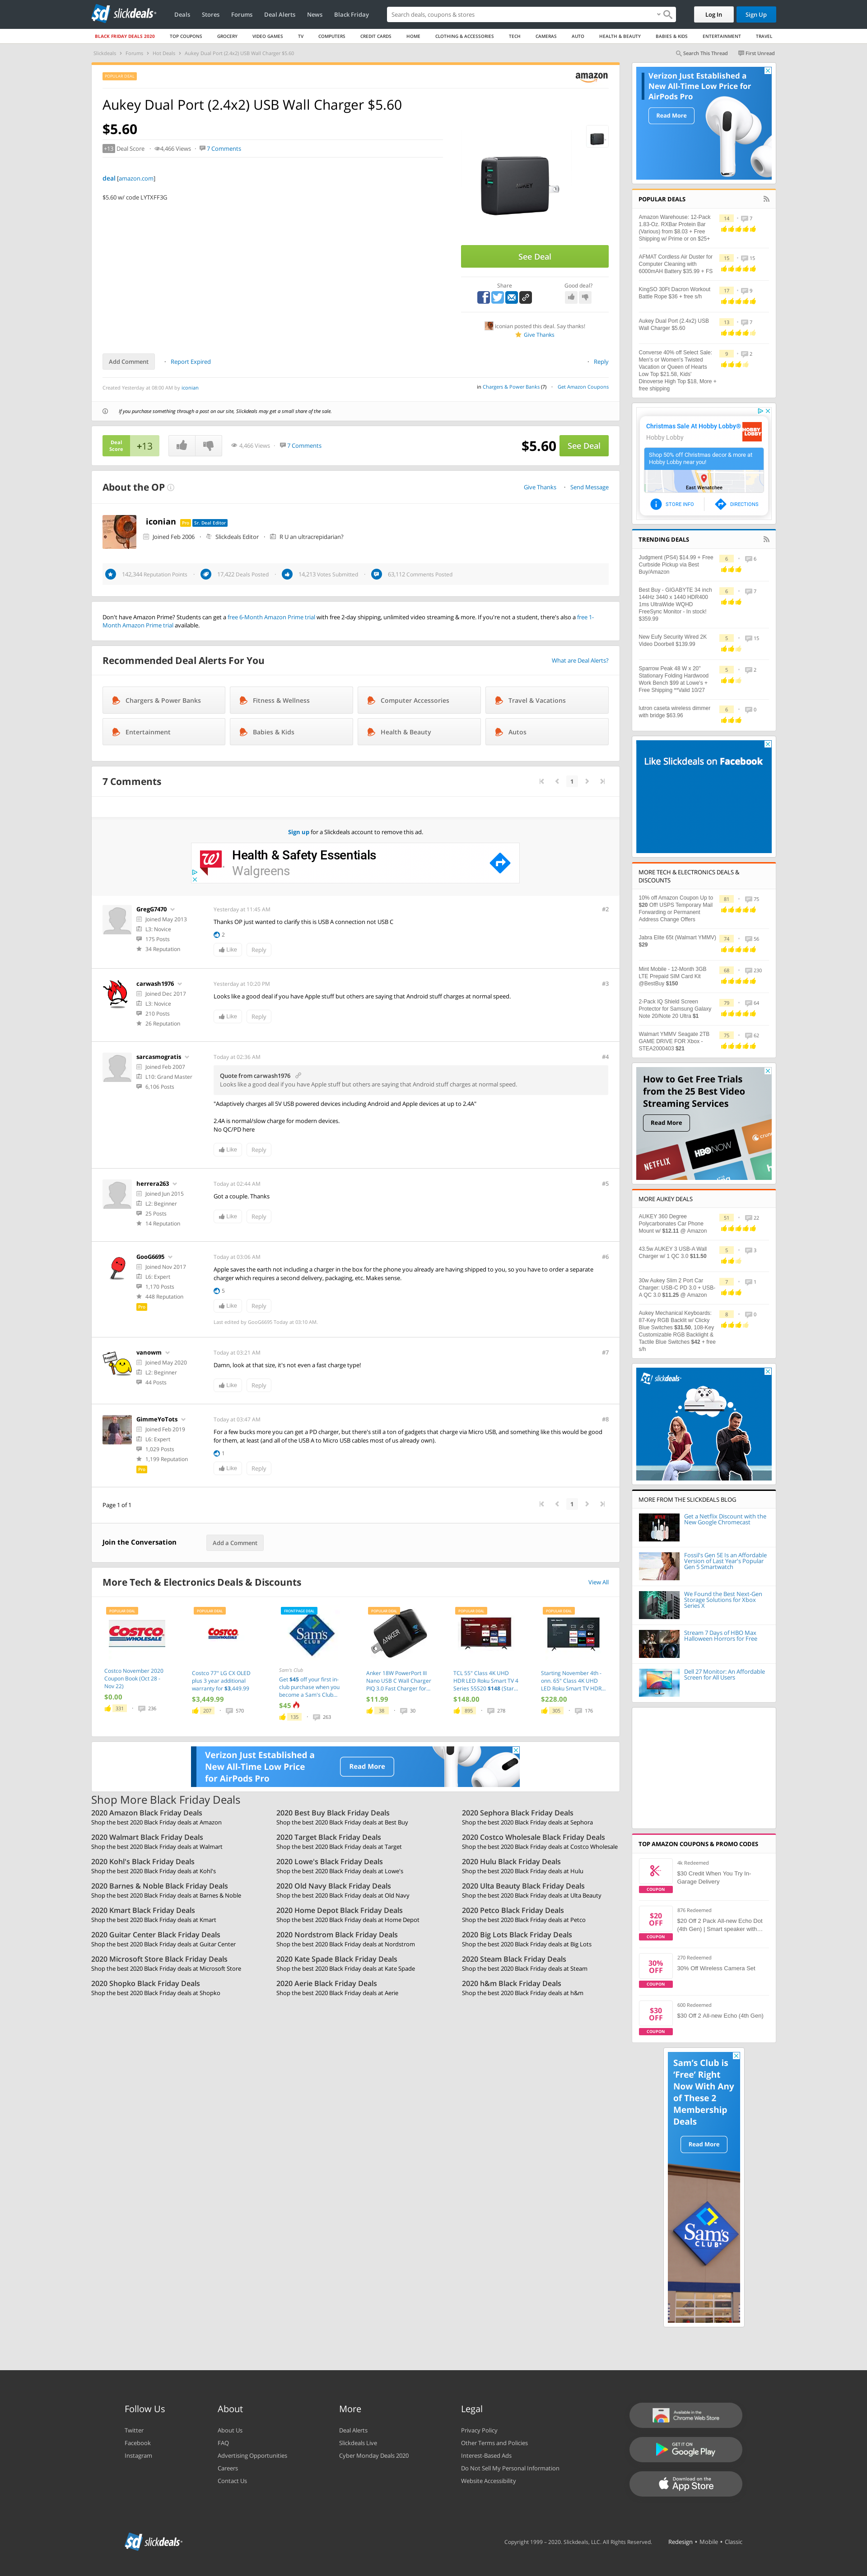 slickdeals
Deals Stores Forums Deal Alerts News Black Friday
Search deals, coupons & stores
Log In
Sign Up
BLACK FRIDAY DEALS 2020 TOP COUPONS GROCERY VIDEO GAMES TV COMPUTERS CREDIT CARDS HOME CLOTHING & ACCESSORIES TECH CAMERAS AUTO HEALTH & BEAUTY BABIES & KIDS ENTERTAINMENT TRAVEL
Slickdeals Forums Hot Deals Aukey Dual Port (2.4x2) USB Wall Charger $5.60
Search This Thread First Unread
POPULAR DEAL
amazon
Aukey Dual Port (2.4x2) USB Wall Charger $5.60
$5.60
+13 Deal Score 4,466 Views 7 Comments
deal [amazon.com]
$5.60 w/ code LYTXFF3G
See Deal
Share
Good deal?
iconian posted this deal. Say thanks!
Give Thanks
Add Comment
Report Expired
Reply
Created Yesterday at 08:00 AM by iconian
in Chargers & Power Banks (?) Get Amazon Coupons
If you purchase something through a post on our site, Slickdeals may get a small share of the sale.
Deal Score
+13
4,466 Views
7 Comments
$5.60
See Deal
About the OP
Give Thanks Send Message
iconian Pro Sr. Deal Editor
Joined Feb 2006 Slickdeals Editor R U an ultracrepidarian?
142,344 Reputation Points
17,422 Deals Posted
14,213 Votes Submitted
63,112 Comments Posted
Don't have Amazon Prime? Students can get a free 6-Month Amazon Prime trial with free 2-day shipping, unlimited video streaming & more. If you're not a student, there's also a free 1-
Month Amazon Prime trial available.
Recommended Deal Alerts For You
What are Deal Alerts?
Chargers & Power Banks
Fitness & Wellness
Computer Accessories
Travel & Vacations
Entertainment
Babies & Kids
Health & Beauty
Autos
7 Comments
1
Sign up for a Slickdeals account to remove this ad.
Health & Safety Essentials
Walgreens
GregG7470
Joined May 2013
L3: Novice
175 Posts
34 Reputation
Yesterday at 11:45 AM
#2
Thanks OP just wanted to clarify this is USB A connection not USB C
2
Like
Reply
carwash1976
Joined Dec 2017
L3: Novice
210 Posts
26 Reputation
Yesterday at 10:20 PM
#3
Looks like a good deal if you have Apple stuff but others are saying that Android stuff charges at normal speed.
Like
Reply
sarcasmogratis
Joined Feb 2007
L10: Grand Master
6,106 Posts
Today at 02:36 AM
#4
Quote from carwash1976
Looks like a good deal if you have Apple stuff but others are saying that Android stuff charges at normal speed.
"Adaptively charges all 5V USB powered devices including Android and Apple devices at up to 2.4A"
2.4A is normal/slow charge for modern devices.
No QC/PD here
Like
Reply
herrera263
Joined Jun 2015
L2: Beginner
25 Posts
14 Reputation
Today at 02:44 AM
#5
Got a couple. Thanks
Like
Reply
GooG6695
Joined Nov 2017
L6: Expert
1,170 Posts
448 Reputation
Pro
Today at 03:06 AM
#6
Apple saves the earth not including a charger in the box for the phone you already are having shipped to you, so you have to order a separate
charger which requires a second delivery, packaging, etc. Makes sense.
5
Like
Reply
Last edited by GooG6695 Today at 03:10 AM.
vanowm
Joined May 2020
L2: Beginner
44 Posts
Today at 03:21 AM
#7
Damn, look at that size, it's not even a fast charge type!
Like
Reply
GimmeYoTots
Joined Feb 2019
L6: Expert
1,029 Posts
1,199 Reputation
Pro
Today at 03:47 AM
#8
For a few bucks more you can get a PD charger, but there's still a ton of gadgets that charge via Micro USB, and something like this would be good
for them, at least (and all of the USB A to Micro USB cables most of us already own).
1
Like
Reply
Page 1 of 1
1
Join the Conversation
Add a Comment
More Tech & Electronics Deals & Discounts
View All
POPULAR DEAL
COSTCO WHOLESALE
Costco November 2020
Coupon Book (Oct 28 -
Nov 22)
$0.00
331 236
POPULAR DEAL
COSTCO WHOLESALE
Costco 77" LG CX OLED
plus 3 year additional
warranty for $3,449.99
$3,449.99
207 570
FRONTPAGE DEAL
Sam's Club
Sam's Club
Get $45 off your first in-
club purchase when you
become a Sam's Club...
$45
135 263
POPULAR DEAL
ANKER
Anker 18W PowerPort III
Nano USB C Wall Charger
PIQ 3.0 Fast Charger for...
$11.99
38 30
POPULAR DEAL
TCL 55" Class 4K UHD
HDR LED Roku Smart TV 4
Series 55S20 $148 (Star...
$148.00
895 278
POPULAR DEAL
Starting November 4th -
onn. 65" Class 4K UHD
LED Roku Smart TV HDR...
$228.00
305 176
Verizon Just Established a
New All-Time Low Price
for AirPods Pro
Read More
Shop More Black Friday Deals
2020 Amazon Black Friday Deals
Shop the best 2020 Black Friday deals at Amazon
2020 Best Buy Black Friday Deals
Shop the best 2020 Black Friday deals at Best Buy
2020 Sephora Black Friday Deals
Shop the best 2020 Black Friday deals at Sephora
2020 Walmart Black Friday Deals
Shop the best 2020 Black Friday deals at Walmart
2020 Target Black Friday Deals
Shop the best 2020 Black Friday deals at Target
2020 Costco Wholesale Black Friday Deals
Shop the best 2020 Black Friday deals at Costco Wholesale
2020 Kohl's Black Friday Deals
Shop the best 2020 Black Friday deals at Kohl's
2020 Lowe's Black Friday Deals
Shop the best 2020 Black Friday deals at Lowe's
2020 Hulu Black Friday Deals
Shop the best 2020 Black Friday deals at Hulu
2020 Barnes & Noble Black Friday Deals
Shop the best 2020 Black Friday deals at Barnes & Noble
2020 Old Navy Black Friday Deals
Shop the best 2020 Black Friday deals at Old Navy
2020 Ulta Beauty Black Friday Deals
Shop the best 2020 Black Friday deals at Ulta Beauty
2020 Kmart Black Friday Deals
Shop the best 2020 Black Friday deals at Kmart
2020 Home Depot Black Friday Deals
Shop the best 2020 Black Friday deals at Home Depot
2020 Petco Black Friday Deals
Shop the best 2020 Black Friday deals at Petco
2020 Guitar Center Black Friday Deals
Shop the best 2020 Black Friday deals at Guitar Center
2020 Nordstrom Black Friday Deals
Shop the best 2020 Black Friday deals at Nordstrom
2020 Big Lots Black Friday Deals
Shop the best 2020 Black Friday deals at Big Lots
2020 Microsoft Store Black Friday Deals
Shop the best 2020 Black Friday deals at Microsoft Store
2020 Kate Spade Black Friday Deals
Shop the best 2020 Black Friday deals at Kate Spade
2020 Steam Black Friday Deals
Shop the best 2020 Black Friday deals at Steam
2020 Shopko Black Friday Deals
Shop the best 2020 Black Friday deals at Shopko
2020 Aerie Black Friday Deals
Shop the best 2020 Black Friday deals at Aerie
2020 h&m Black Friday Deals
Shop the best 2020 Black Friday deals at h&m
Verizon Just Established a
New All-Time Low Price for
AirPods Pro
Read More
POPULAR DEALS
Amazon Warehouse: 12-Pack
1.83-Oz. RXBar Protein Bar
(Various) from $8.03 + Free
Shipping w/ Prime or on $25+
14 7
AFMAT Cordless Air Duster for
Computer Cleaning with
6000mAH Battery $35.99 + FS
15 15
KingSO 30Ft Dacron Workout
Battle Rope $36 + free s/h
17 9
Aukey Dual Port (2.4x2) USB
Wall Charger $5.60
13 7
Converse 40% off Select Sale:
Men's or Women's Twisted
Vacation or Queen of Hearts
Low Top $21.58, Kids'
Dinoverse High Top $18, More +
free shipping
9 2
Christmas Sale At Hobby Lobby®
Hobby Lobby
HOBBY LOBBY
Shop 50% off Christmas decor & more at
Hobby Lobby near you!
East Wenatchee
STORE INFO
DIRECTIONS
TRENDING DEALS
Judgment (PS4) $14.99 + Free
Curbside Pickup via Best
Buy/Amazon
6 6
Best Buy - GIGABYTE 34 inch
144Hz 3440 x 1440 HDR400
1ms UltraWide WQHD
FreeSync Monitor - In stock!
$359.99
6 7
New Eufy Security Wired 2K
Video Doorbell $139.99
5 15
Sparrow Peak 48 W x 20"
Stationary Folding Hardwood
Work Bench $99 at Lowe's +
Free Shipping **Valid 10/27
5 2
lutron caseta wireless dimmer
with bridge $63.96
6 0
Like Slickdeals on Facebook
MORE TECH & ELECTRONICS DEALS &
DISCOUNTS
10% off Amazon Coupon Up to
$20 Off! USPS Temporary Mail
Forwarding or Permanent
Address Change Offers
81 75
Jabra Elite 65t (Walmart YMMV)
$29
74 56
Mint Mobile - 12-Month 3GB
LTE Prepaid SIM Card Kit
@BestBuy $150
68 230
2-Pack IQ Shield Screen
Protector for Samsung Galaxy
Note 20/Note 20 Ultra $1
79 64
Walmart YMMV Seagate 2TB
GAME DRIVE FOR Xbox -
STEA2000403 $21
75 62
How to Get Free Trials
from the 25 Best Video
Streaming Services
Read More
NETFLIX
HBO NOW
MORE AUKEY DEALS
AUKEY 360 Degree
Polycarbonates Car Phone
Mount w/ $12.11 @ Amazon
51 22
43.5w AUKEY 3 USB-A Wall
Charger w/ 1 QC 3.0 $11.50
5 3
30w Aukey Slim 2 Port Car
Charger: USB-C PD 3.0 + USB-
A QC 3.0 $11.25 @ Amazon
7 1
Aukey Mechanical Keyboards:
87-Key RGB Backlit w/ Clicky
Blue Switches $31.50, 108-Key
Customizable RGB Backlight &
Tactile Blue Switches $42 + free
s/h
8 0
slickdeals
MORE FROM THE SLICKDEALS BLOG
Get a Netflix Discount with the
New Google Chromecast
Fossil's Gen 5E Is an Affordable
Version of Last Year's Popular
Gen 5 Smartwatch
We Found the Best Next-Gen
Storage Solutions for Xbox
Series X
Stream 7 Days of HBO Max
Halloween Horrors for Free
Dell 27 Monitor: An Affordable
Screen for All Users
TOP AMAZON COUPONS & PROMO CODES
COUPON
4k Redeemed
$30 Credit When You Try In-
Garage Delivery
$20 OFF
COUPON
876 Redeemed
$20 Off 2 Pack All-new Echo Dot
(4th Gen) | Smart speaker with...
30% OFF
COUPON
270 Redeemed
30% Off Wireless Camera Set
$30 OFF
COUPON
600 Redeemed
$30 Off 2 All-new Echo (4th Gen)
Sam's Club is
'Free' Right
Now With Any
of These 2
Membership
Deals
Read More
Sam's CLUB
Follow Us
Twitter
Facebook
Instagram
About
About Us
FAQ
Advertising Opportunities
Careers
Contact Us
More
Deal Alerts
Slickdeals Live
Cyber Monday Deals 2020
Legal
Privacy Policy
Other Terms and Policies
Interest-Based Ads
Do Not Sell My Personal Information
Website Accessibility
Available in the
Chrome Web Store
GET IT ON
Google Play
Download on the
App Store
slickdeals
Copyright 1999 – 2020. Slickdeals, LLC. All Rights Reserved.
Redesign • Mobile • Classic